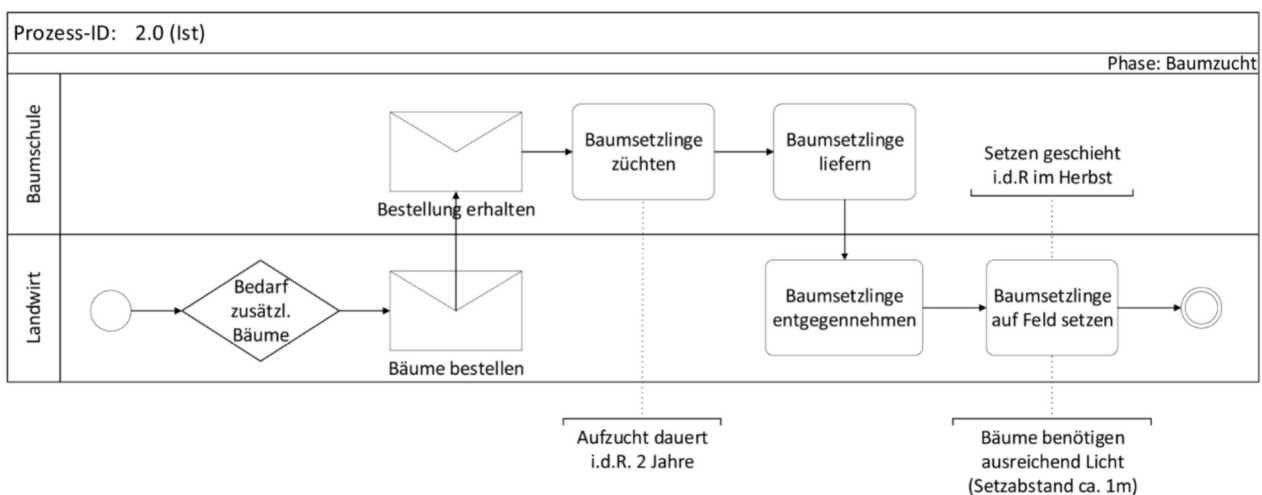 Prozess-ID: 2.0 (Ist)
Phase: Baumzucht
Baumschule
Bestellung erhalten
Baumsetzlinge
züchten
Baumsetzlinge
liefern
Setzen geschieht
i.d.R im Herbst
Landwirt
Bedarf
zusätzl.
Bäume
Bäume bestellen
Baumsetzlinge
entgegennehmen
Baumsetzlinge
auf Feld setzen
Aufzucht dauert
i.d.R. 2 Jahre
Bäume benötigen
ausreichend Licht
(Setzabstand ca. 1m)